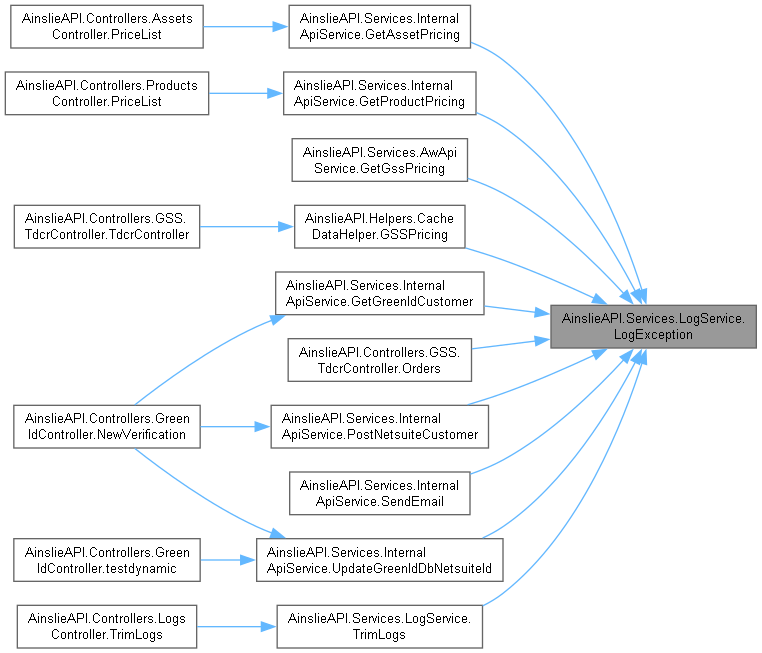 AinslieAPI.Controllers.Assets
Controller.PriceList
AinslieAPI.Services.Internal
ApiService.GetAssetPricing
AinslieAPI.Controllers.Products
Controller.PriceList
AinslieAPI.Services.Internal
ApiService.GetProductPricing
AinslieAPI.Services.AwApi
Service.GetGssPricing
AinslieAPI.Controllers.GSS.
TdcrController.TdcrController
AinslieAPI.Helpers.Cache
DataHelper.GSSPricing
AinslieAPI.Services.Internal
ApiService.GetGreenIdCustomer
AinslieAPI.Services.LogService.
LogException
AinslieAPI.Controllers.GSS.
TdcrController.Orders
AinslieAPI.Controllers.Green
IdController.NewVerification
AinslieAPI.Services.Internal
ApiService.PostNetsuiteCustomer
AinslieAPI.Services.Internal
ApiService.SendEmail
AinslieAPI.Controllers.Green
IdController.testdynamic
AinslieAPI.Services.Internal
ApiService.UpdateGreenIdDbNetsuiteId
AinslieAPI.Controllers.Logs
Controller.TrimLogs
AinslieAPI.Services.LogService.
TrimLogs